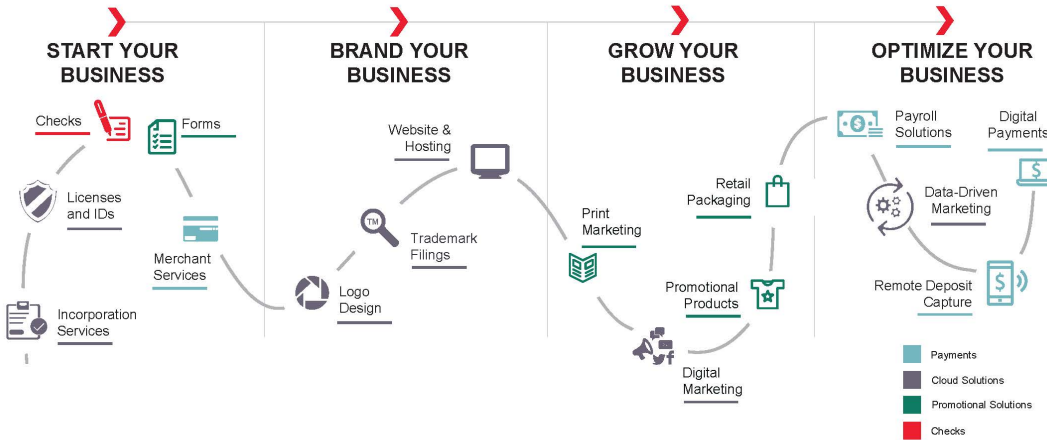 START YOUR
BUSINESS
BRAND YOUR
BUSINESS
GROW YOUR
BUSINESS
OPTIMIZE YOUR
BUSINESS
Checks
Forms
Licenses
and IDs
Merchant
Services
Incorporation
Services
Website &
Hosting
TM
Trademark
Filings
Logo
Design
Print
Marketing
Retail
Packaging
Promotional
Products
Digital
Marketing
Payroll
Solutions
Digital
Payments
Data-Driven
Marketing
Remote Deposit
Capture
$
$
$
Payments
Cloud Solutions
Promotional Solutions
Checks